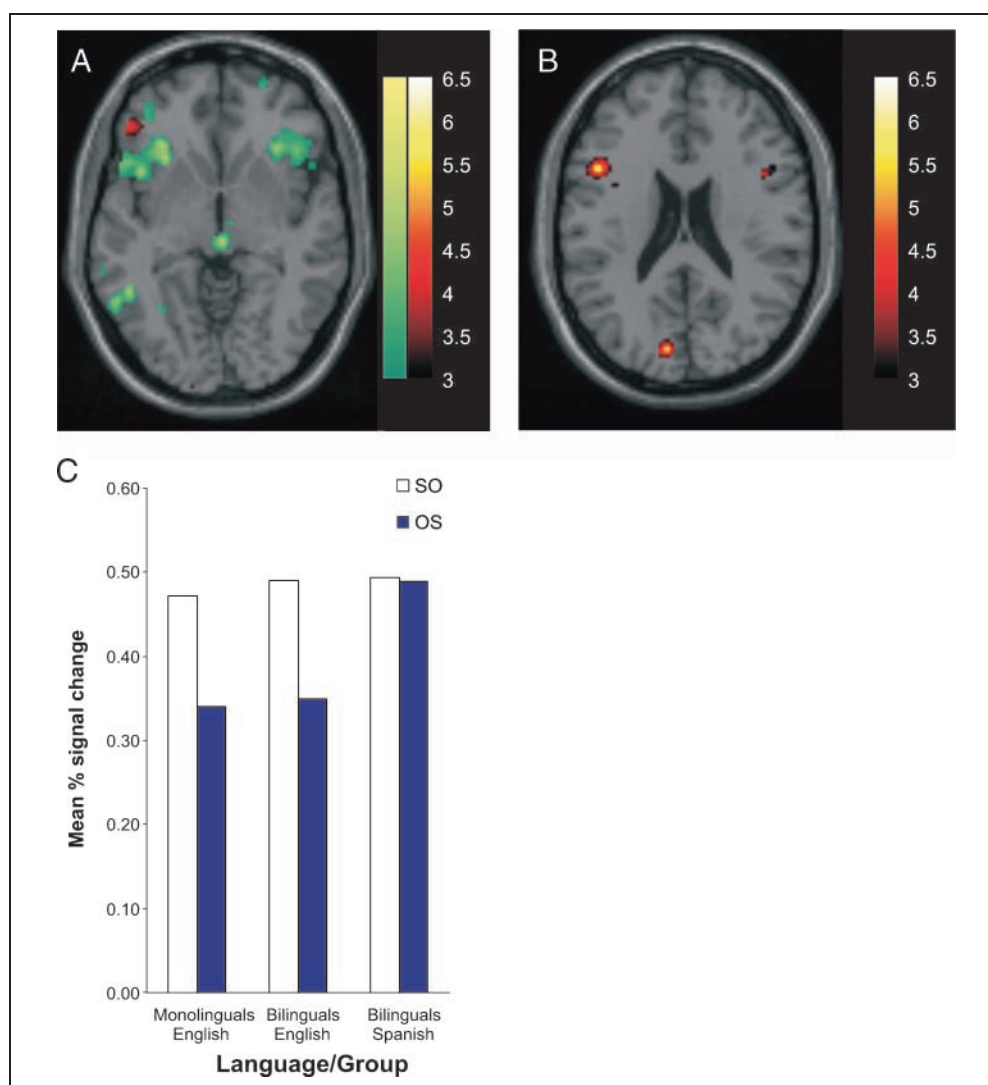 A
6.5
6
5.5
5
4.5
4
3.5
3
B
6.5
6
5.5
5
4.5
4
3.5
3
C
SO
OS
0.60
0.50
0.40
0.30
0.20
0.10
0.00
Mean % signal change
Monolinguals Bilinguals Bilinguals
English English Spanish
Language/Group